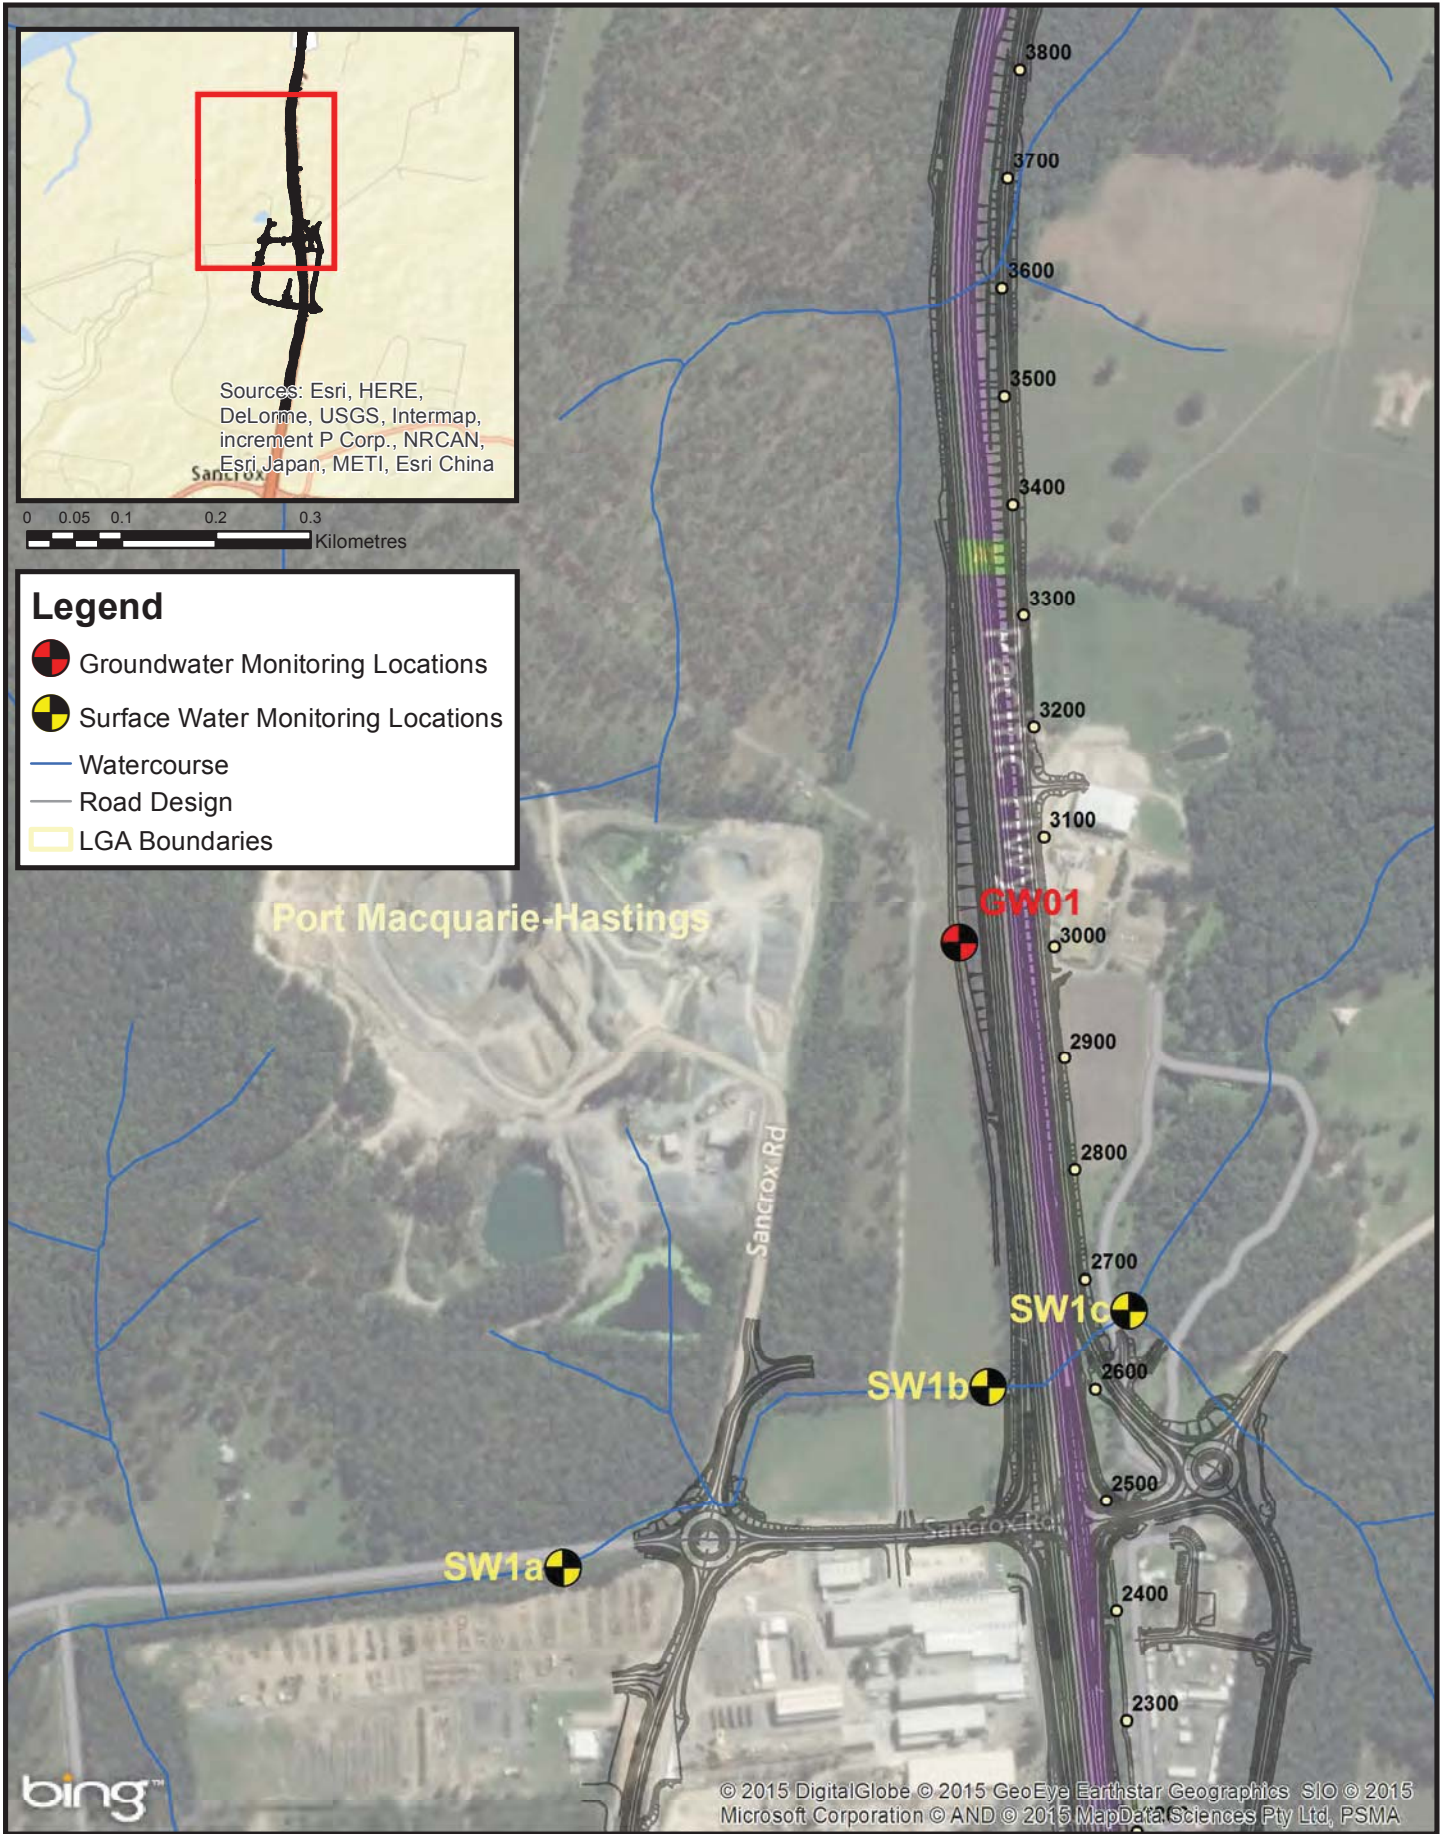 Sources: Esri, HERE,
DeLorme, USGS, Intermap,
increment P Corp., NRCAN,
Esri Japan, METI, Esri China
Sancrox
0 0.05 0.1 0.2 0.3
Kilometres
Legend
Groundwater Monitoring Locations
Surface Water Monitoring Locations
Watercourse
Road Design
LGA Boundaries
3800
3700
3600
3500
3400
3300
3200
3100
Port Macquarie-Hastings
GW01
3000
2900
2800
Sancrox Rd
2700
SW1c
2600
SW1b
2500
Sancrox Rd
SW1a
2400
2300
bing™
© 2015 DigitalGlobe © 2015 GeoEye Earthstar Geographics SIO © 2015
Microsoft Corporation © AND © 2015 MapData Sciences Pty Ltd, PSMA